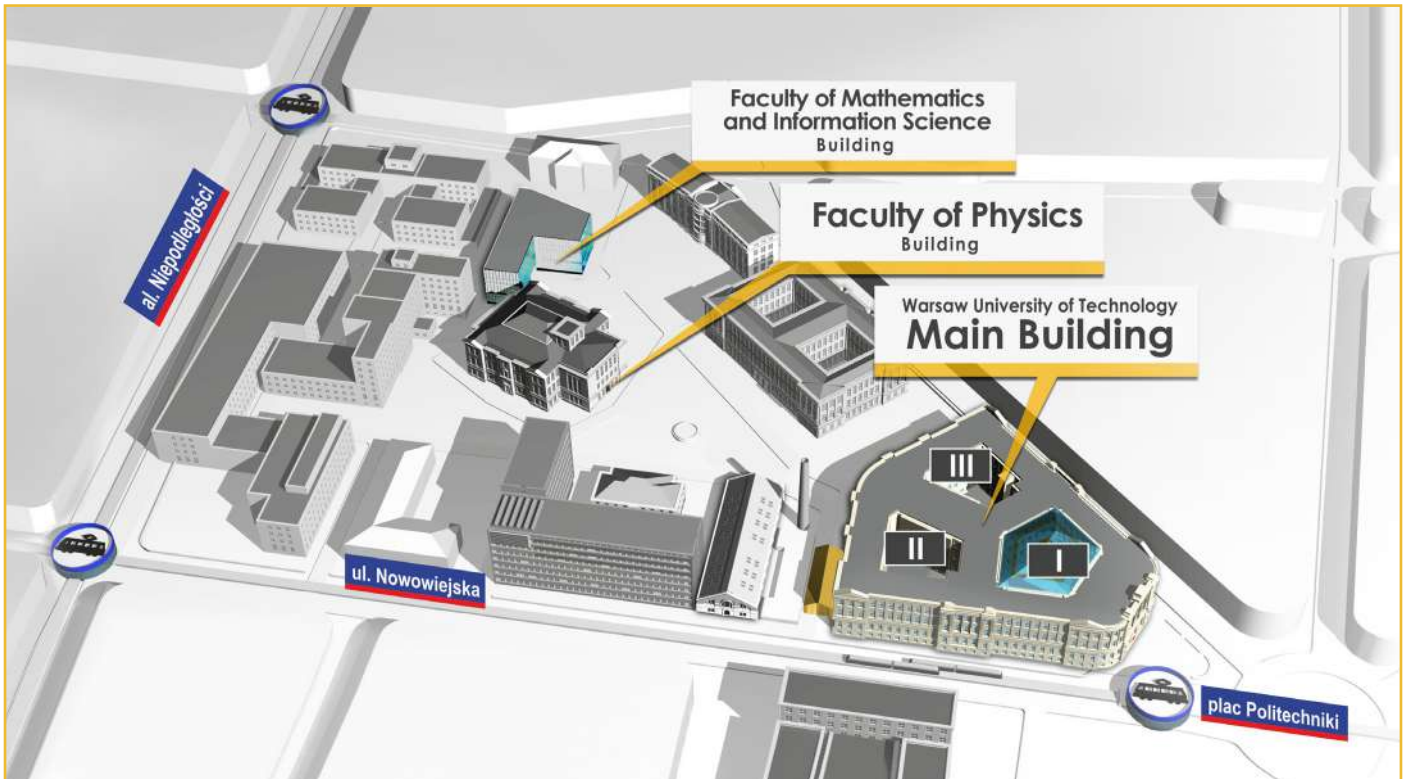 Faculty of Mathematics
and Information Science
Building
Faculty of Physics
Building
al. Niepodległości
Warsaw University of Technology
Main Building
III
II
I
ul. Nowowiejska
plac Politechniki